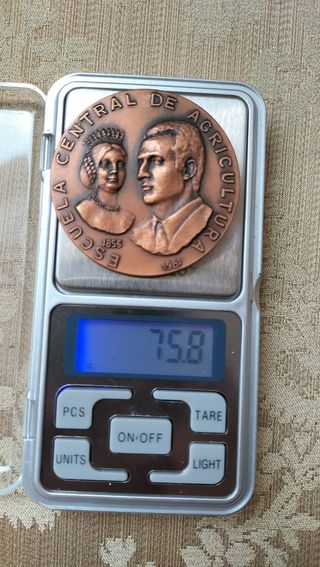 ESCUELA CENTRAL DE AGRICULTURA
1856
1981
75.8
g
PCS
TARE
ON/OFF
UNITS
LIGHT